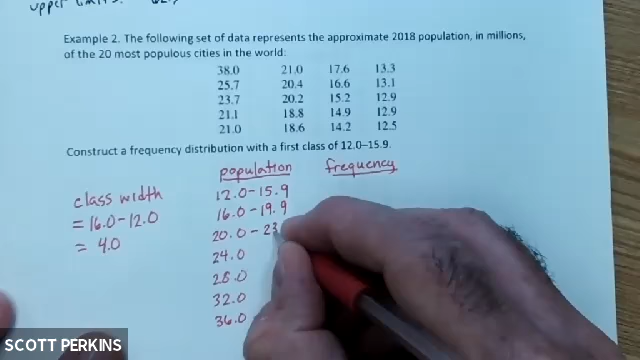 upper limits.
Example 2. The following set of data represents the approximate 2018 population, in millions,
of the 20 most populous cities in the world:
38.0 21.0 17.6 13.3
25.7 20.4 16.6 13.1
23.7 20.2 15.2 12.9
21.1 18.8 14.9 12.9
21.0 18.6 14.2 12.5
Construct a frequency distribution with a first class of 12.0–15.9.
population frequency
class width 12.0-15.9
= 16.0-12.0 16.0-19.9
= 4.0 20.0-23
24.0
28.0
32.0
36.0
SCOTT PERKINS